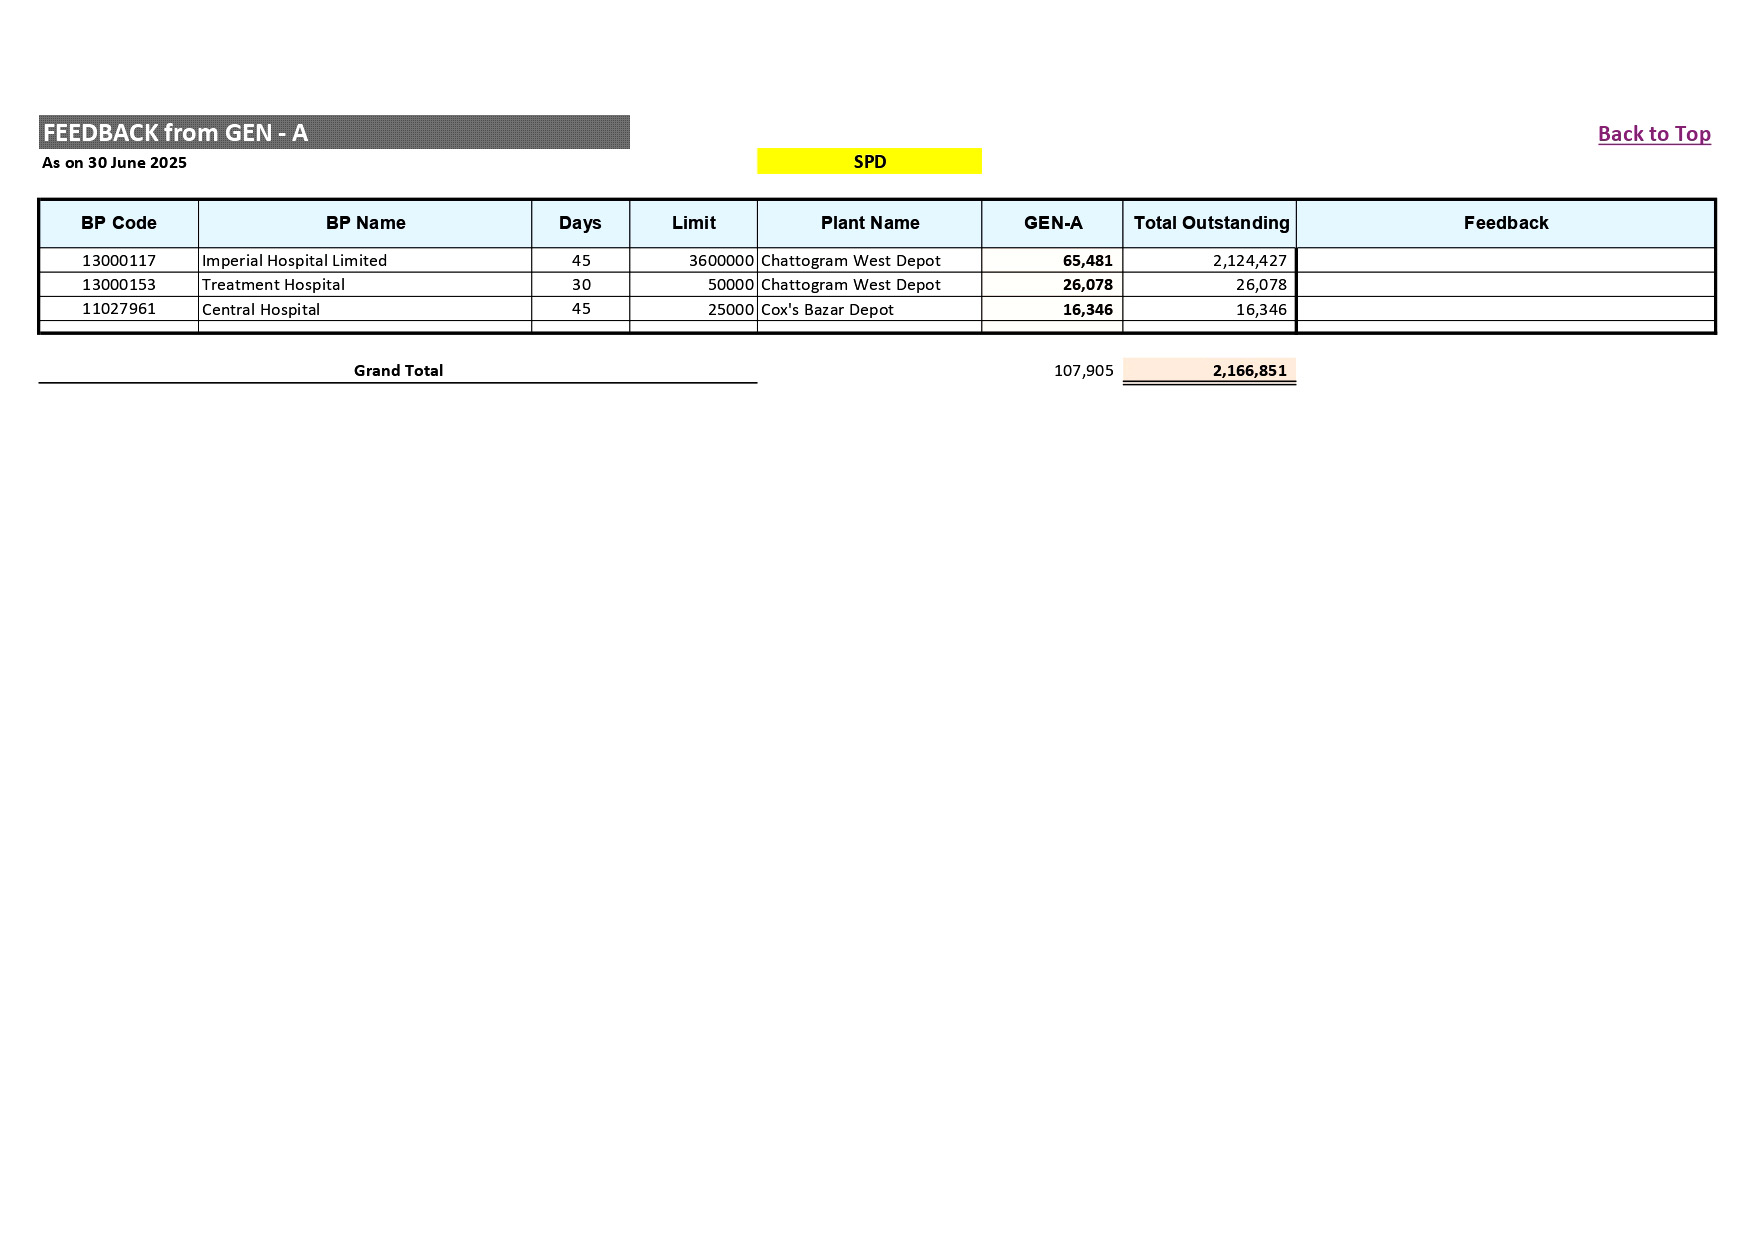 FEEDBACK from GEN - A
Back to Top
As on 30 June 2025
SPD
BP Code BP Name Days Limit Plant Name GEN-A Total Outstanding Feedback
13000117 Imperial Hospital Limited 45 3600000 Chattogram West Depot 65,481 2,124,427
13000153 Treatment Hospital 30 50000 Chattogram West Depot 26,078 26,078
11027961 Central Hospital 45 25000 Cox's Bazar Depot 16,346 16,346
Grand Total 107,905 2,166,851